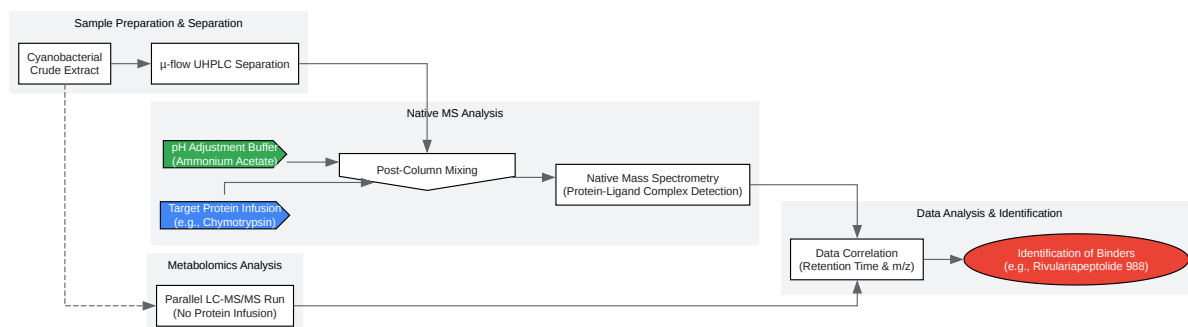 Sample Preparation & Separation
Cyanobacterial
Crude Extract
µ-flow UHPLC Separation
Native MS Analysis
pH Adjustment Buffer
(Ammonium Acetate)
Post-Column Mixing
Native Mass Spectrometry
(Protein-Ligand Complex Detection)
Target Protein Infusion
(e.g., Chymotrypsin)
Data Analysis & Identification
Data Correlation
(Retention Time & m/z)
Identification of Binders
(e.g., Rivulariapeptolide 988)
Metabolomics Analysis
Parallel LC-MS/MS Run
(No Protein Infusion)